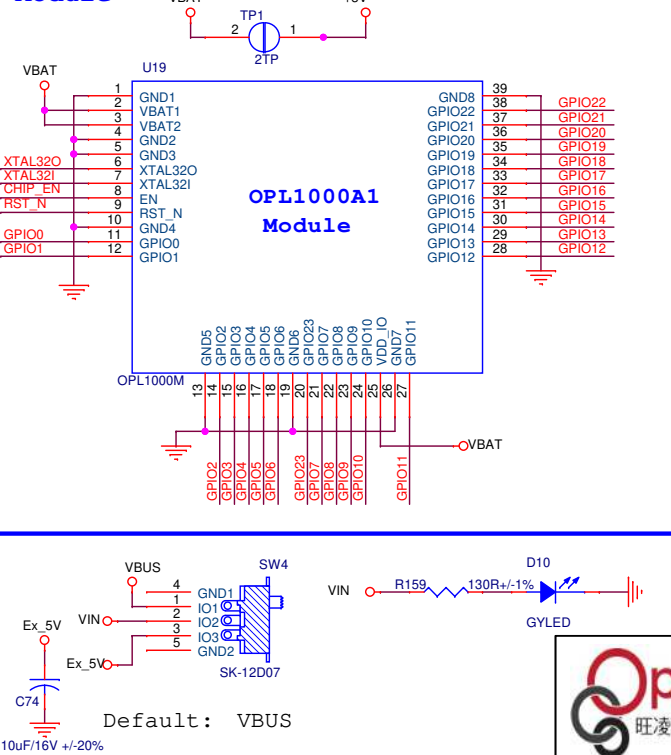 TP1
2 1
2TP
VBAT
U19
1 GND1
2 VBAT1
3 VBAT2
4 GND2
5 GND3
XTAL32O 6 XTAL32O
XTAL32I 7 XTAL32I
CHIP_EN 8 EN
RST_N 9 RST_N
10 GND4
GPIO0 11 GPIO0
GPIO1 12 GPIO1
OPL1000A1
Module
GND8 39
GPIO22 38 GPIO22
GPIO21 37 GPIO21
GPIO20 36 GPIO20
GPIO19 35 GPIO19
GPIO18 34 GPIO18
GPIO17 33 GPIO17
GPIO16 32 GPIO16
GPIO15 31 GPIO15
GPIO14 30 GPIO14
GPIO13 29 GPIO13
GPIO12 28 GPIO12
GND5 GPIO2 GPIO3 GPIO4 GPIO5 GPIO6 GND6 GPIO23 GPIO7 GPIO8 GPIO9 GPIO10 VDD_IO GND7 GPIO11
OPL1000M
13 14 15 16 17 18 19 20 21 22 23 24 25 26 27
VBAT
GPIO2 GPIO3 GPIO4 GPIO5 GPIO6 GPIO23 GPIO7 GPIO8 GPIO9 GPIO10 GPIO11
VBUS
SW4
4 GND1
1 IO1
VIN 2 IO2
3 IO3
Ex_5V 5 GND2
SK-12D07
Ex_5V
C74
10uF/16V +/-20%
Default: VBUS
VIN R159 130R+/-1% D10
GYLED
Op
旺凌